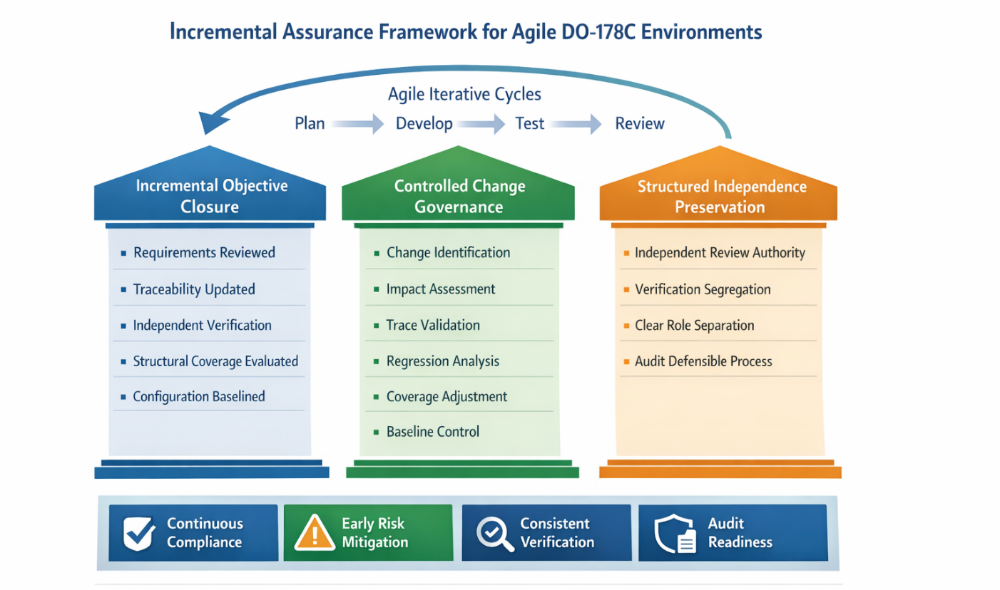 Incremental Assurance Framework for Agile DO-178C Environments
Agile Iterative Cycles
Plan Develop Test Review
Incremental Objective
Closure
Requirements Reviewed
Traceability Updated
Independent Verification
Structural Coverage Evaluated
Configuration Baselined
Controlled Change
Governance
Change Identification
Impact Assessment
Trace Validation
Regression Analysis
Coverage Adjustment
Baseline Control
Structured Independence
Preservation
Independent Review Authority
Verification Segregation
Clear Role Separation
Audit Defensible Process
Continuous
Compliance
Early Risk
Mitigation
Consistent
Verification
Audit
Readiness